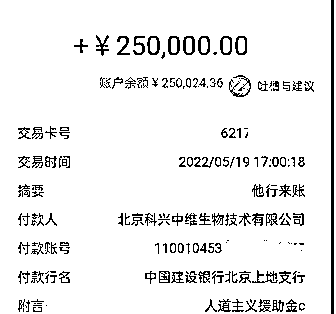 +¥250,000.00
账户余额¥250,024.36 吐槽与建议
交易卡号 6217
交易时间 2022/05/19 17:00:18
摘要 他行来账
付款人 北京科兴中维生物技术有限公司
付款账号 110010453
付款行名 中国建设银行北京上地支行
附言 人道主义援助金c